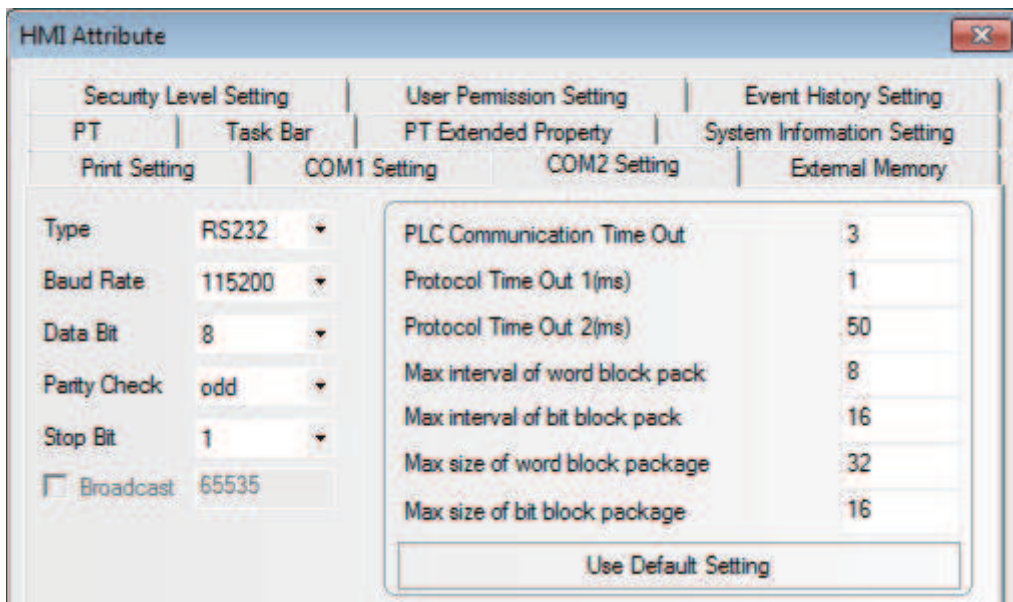 HMI Attribute
Security Level Setting User Permission Setting Event History Setting
PT Task Bar PT Extended Property System Information Setting
Print Setting COM1 Setting COM2 Setting External Memory
Type RS232
Baud Rate 115200
Data Bit 8
Parity Check odd
Stop Bit 1
Broadcast 65535
PLC Communication Time Out 3
Protocol Time Out 1(ms) 1
Protocol Time Out 2(ms) 50
Max interval of word block pack 8
Max interval of bit block pack 16
Max size of word block package 32
Max size of bit block package 16
Use Default Setting